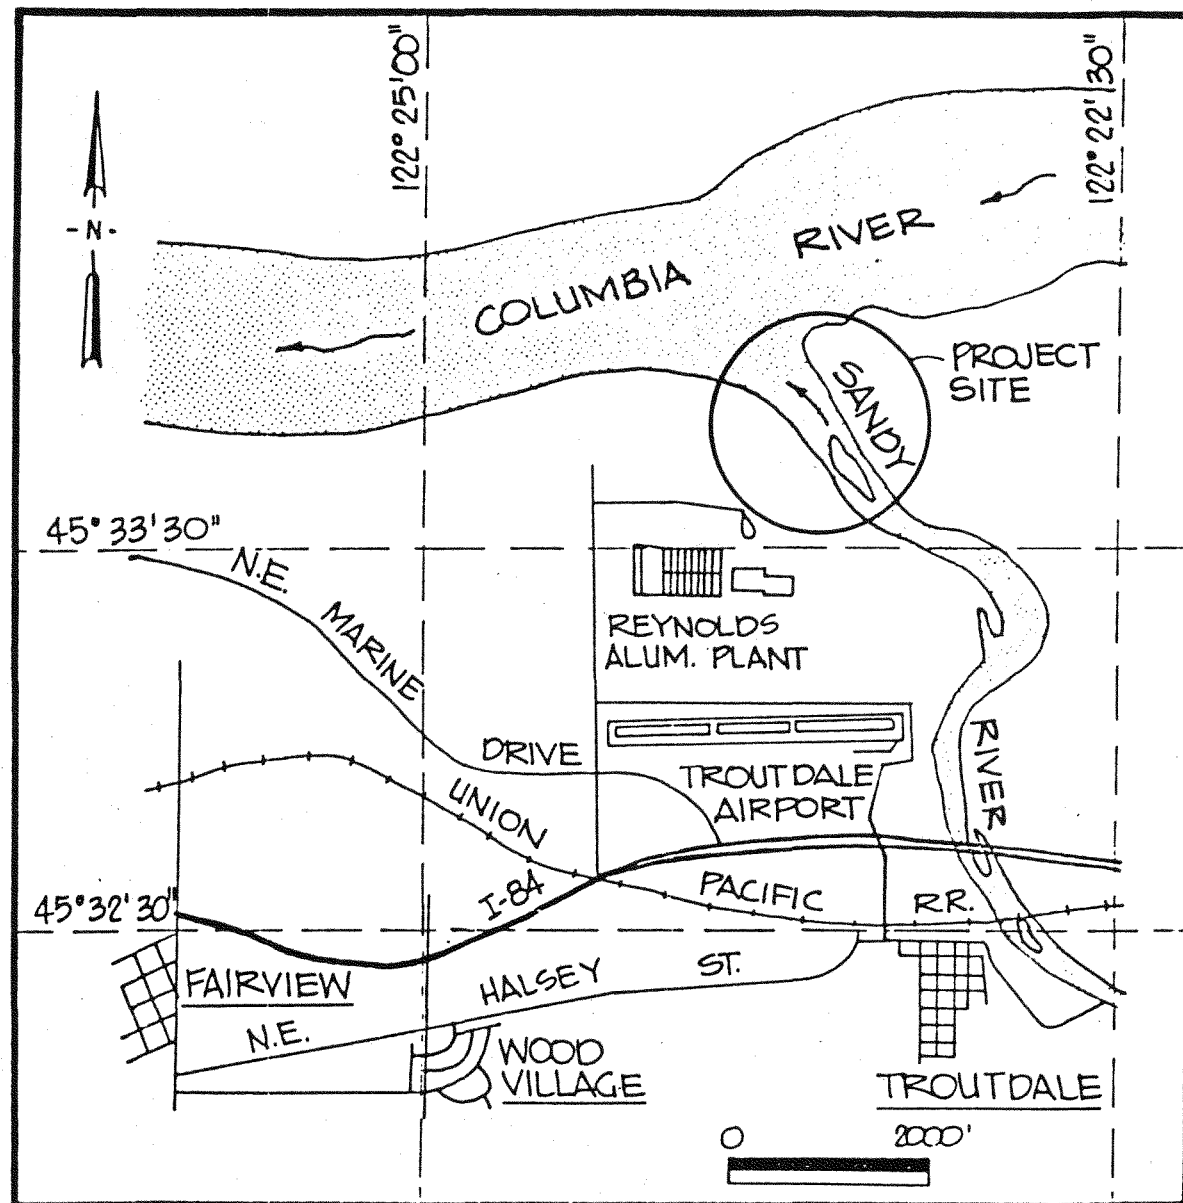 122° 25'00"
122° 22' 30"
- N -
COLUMBIA RIVER
PROJECT
SITE
SANDY
45° 33'30"
N.E. MARINE DRIVE
REYNOLDS
ALUM. PLANT
RIVER
TROUTDALE
AIRPORT
UNION PACIFIC R.R.
I-84
45° 32'30"
FAIRVIEW
N.E. HALSEY ST.
WOOD
VILLAGE
TROUTDALE
0 2000'